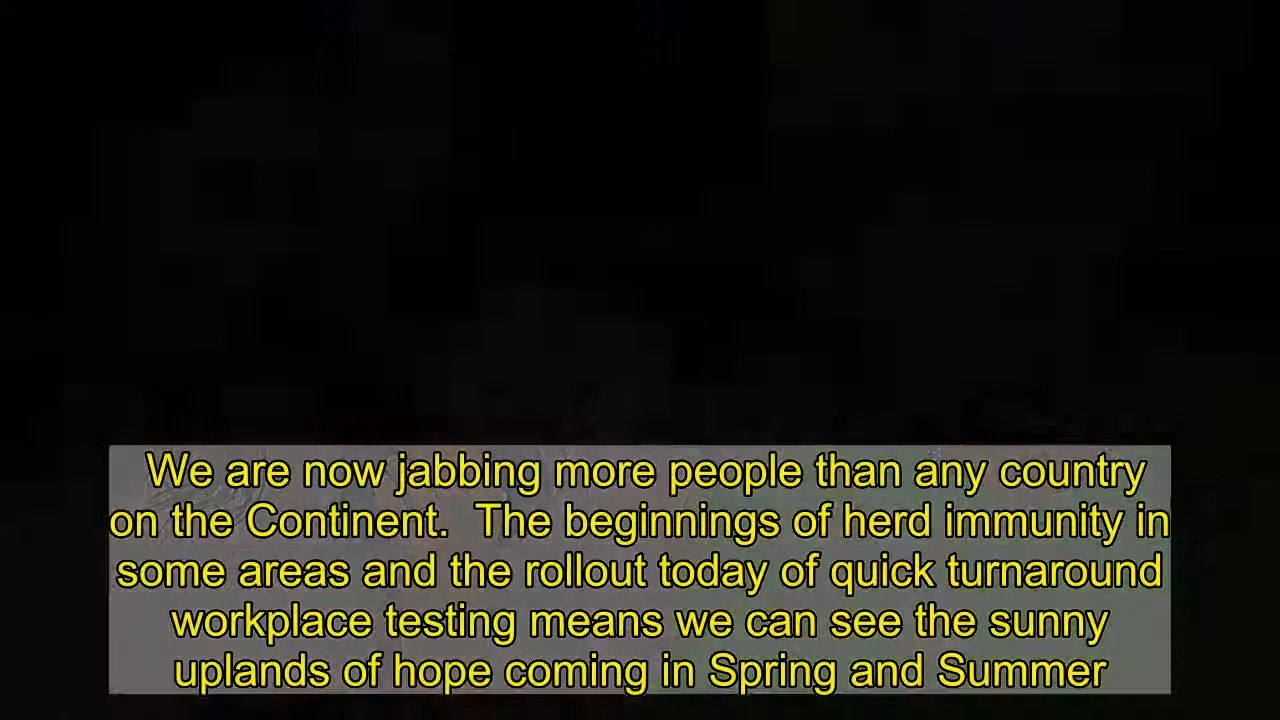 We are now jabbing more people than any country
on the Continent.  The beginnings of herd immunity in
some areas and the rollout today of quick turnaround
workplace testing means we can see the sunny
uplands of hope coming in Spring and Summer